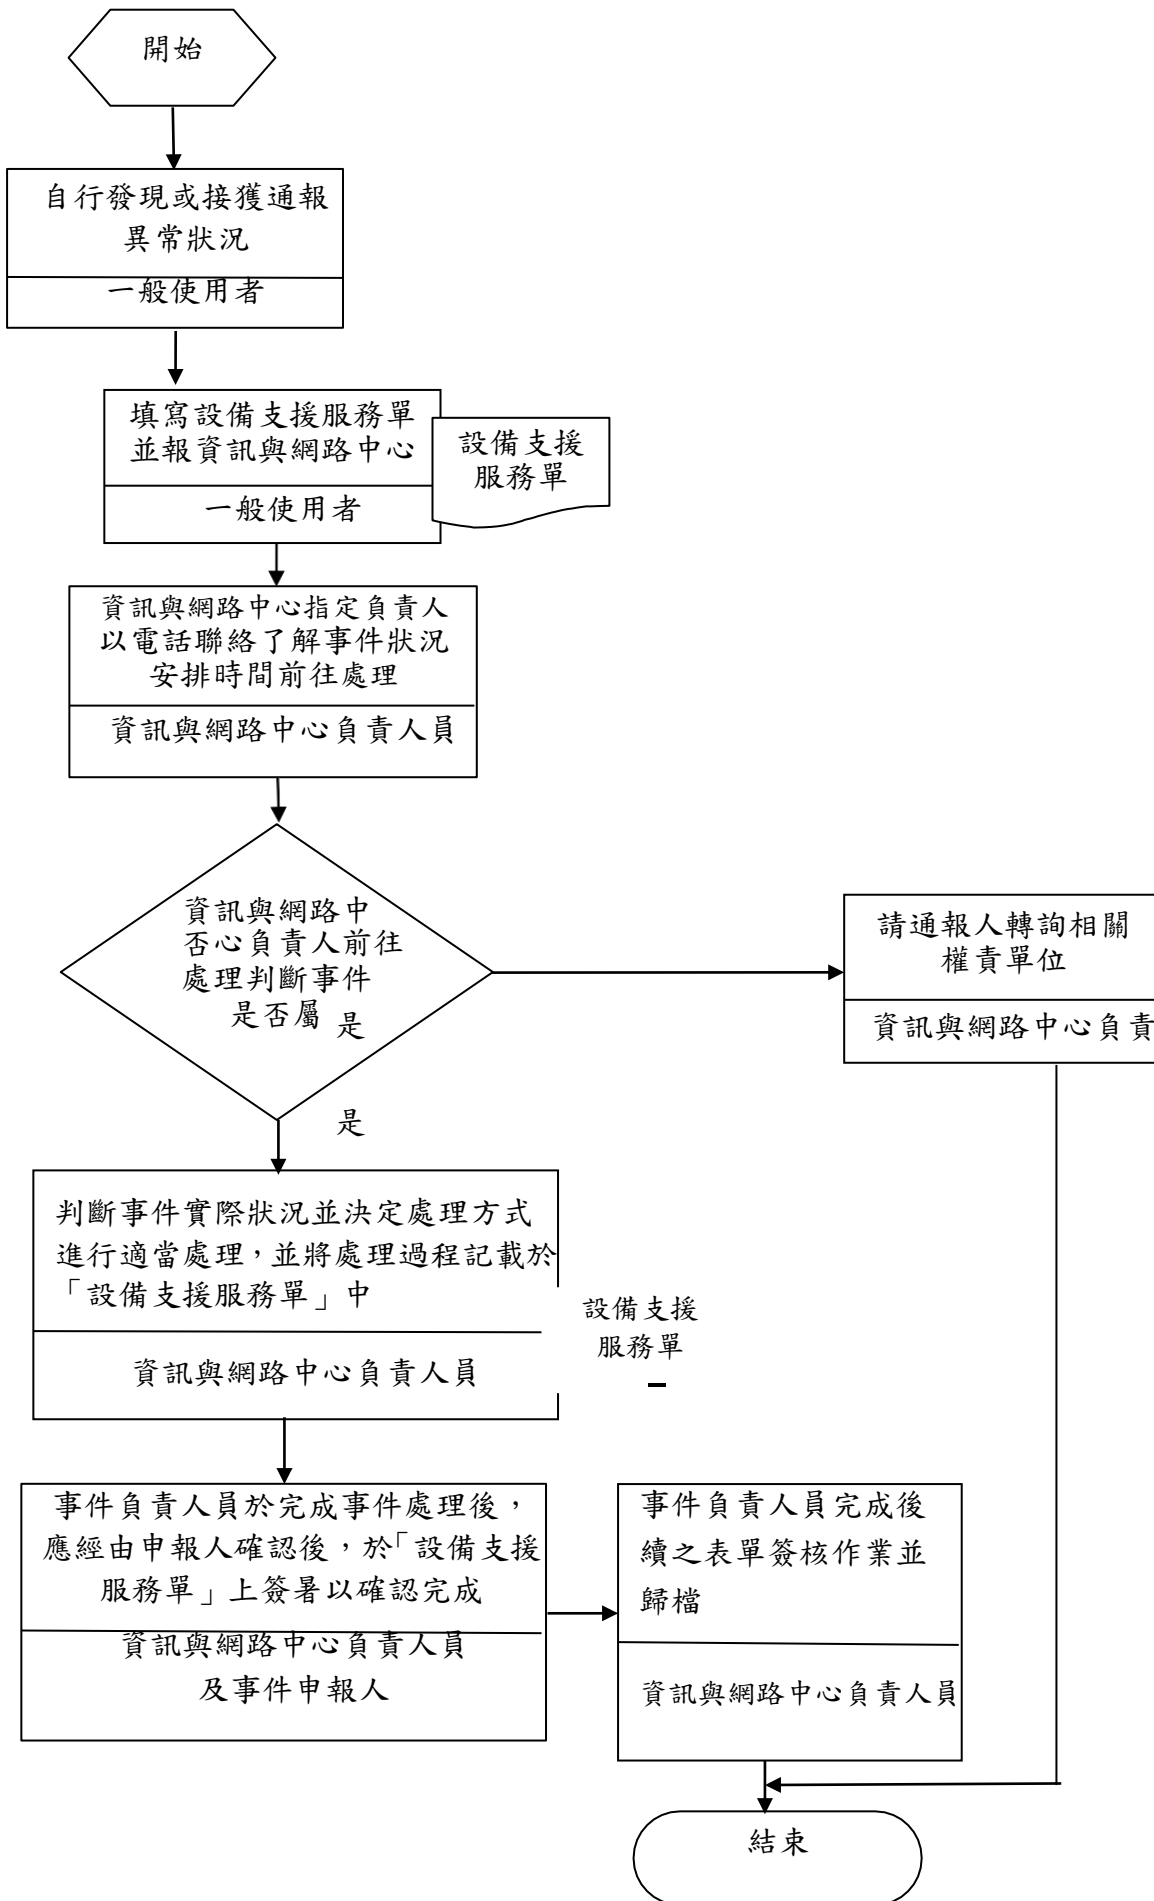 開始
自行發現或接獲通報
異常狀況
一般使用者
填寫設備支援服務單
並報資訊與網路中心
一般使用者
設備支援
服務單
資訊與網路中心指定負責人
以電話聯絡了解事件狀況
安排時間前往處理
資訊與網路中心負責人員
資訊與網路中
否心負責人前往
處理判斷事件
是否屬
是
是
請通報人轉詢相關
權責單位
資訊與網路中心負責
判斷事件實際狀況並決定處理方式
進行適當處理，並將處理過程記載於
「設備支援服務單」中
資訊與網路中心負責人員
設備支援
服務單
事件負責人員於完成事件處理後，
應經由申報人確認後，於「設備支援
服務單」上簽署以確認完成
資訊與網路中心負責人員
及事件申報人
事件負責人員完成後
續之表單簽核作業並
歸檔
資訊與網路中心負責人員
結束